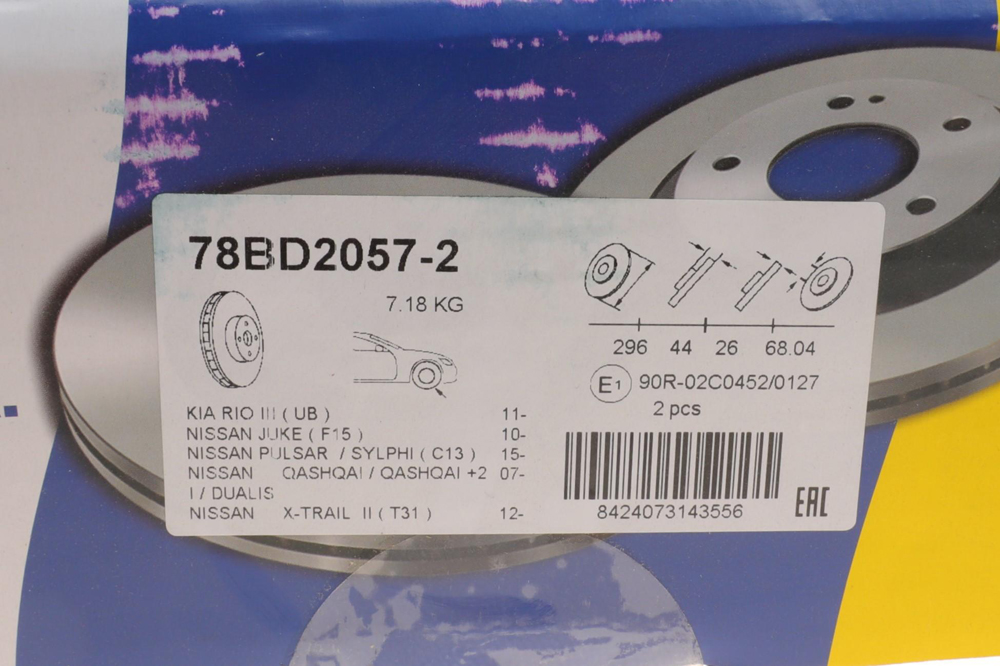 78BD2057-2
7.18 KG
296 44 26 68.04
E1 90R-02C0452/0127
2 pcs
KIA RIO III ( UB ) 11-
NISSAN JUKE ( F15 ) 10-
NISSAN PULSAR / SYLPHI ( C13 ) 15-
NISSAN QASHQAI / QASHQAI +2 07-
I / DUALIS
NISSAN X-TRAIL II ( T31 ) 12-
8424073143556
EAC